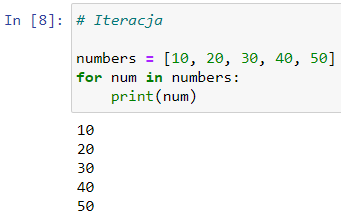 In [8]: # Iteracja
numbers = [10, 20, 30, 40, 50]
for num in numbers:
    print(num)
10
20
30
40
50